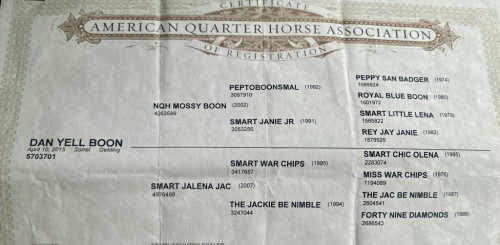 CERTIFICATE
AMERICAN QUARTER HORSE ASSOCIATION
OF REGISTRATION
PEPPY SAN BADGER (1974)
1069924
PEPTOBOONSMAL (1992)
3097910
ROYAL BLUE BOON (1980)
1601972
NQH MOSSY BOON (2002)
4263589
SMART LITTLE LENA (1979)
1565822
SMART JANIE JR (1991)
3053256
REY JAY JANIE (1982)
1879926
DAN YELL BOON
April 10, 2015 Sorrel Gelding
5703701
SMART CHIC OLENA (1985)
2283074
SMART WAR CHIPS (1995)
3417657
MISS WAR CHIPS (1976)
1194089
SMART JALENA JAC (2007)
4976498
THE JAC BE NIMBLE (1987)
2604541
THE JACKIE BE NIMBLE (1994)
3247044
FORTY NINE DIAMONDS (1988)
2686543